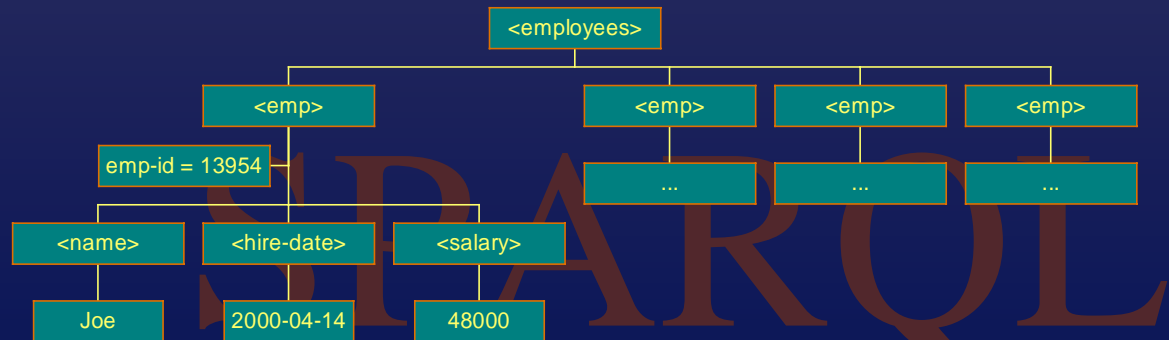 <employees>
<emp>
<emp>
<emp>
<emp>
emp-id = 13954
...
...
...
<name>
<hire-date>
<salary>
Joe
2000-04-14
48000
SPARQL